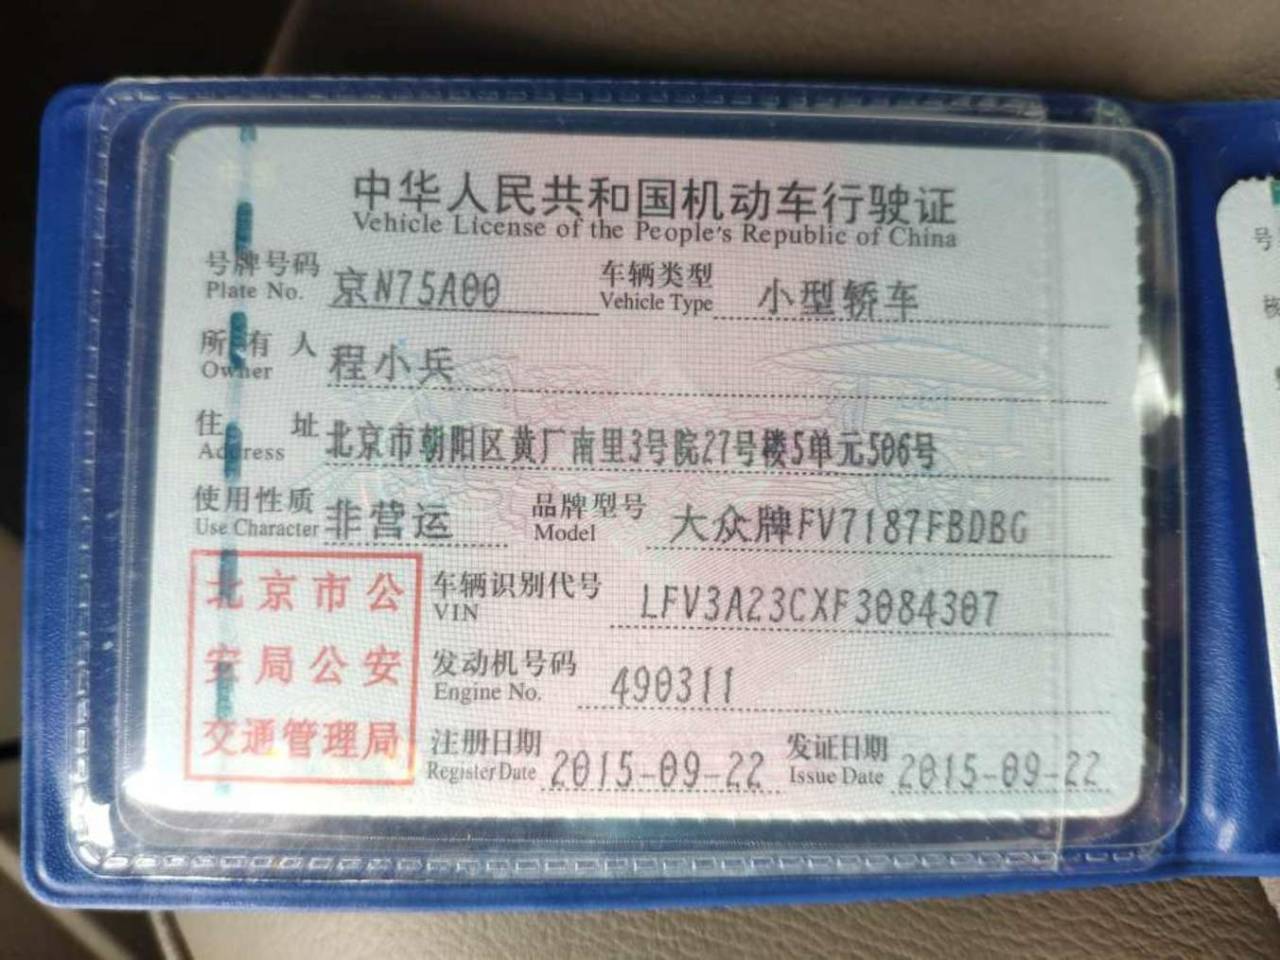 中华人民共和国机动车行驶证
Vehicle License of the People's Republic of China
号牌号码 京N75A00 车辆类型 小型轿车
Plate No. Vehicle Type
所有人 程小兵
Owner
住址 北京市朝阳区黄厂南里3号院27号楼5单元506号
Address
使用性质 非营运 品牌型号 大众牌FV7187FBDBG
Use Character Model
车辆识别代号 LFV3A23CXF3084307
VIN
发动机号码 490311
Engine No.
注册日期 2015-09-22 发证日期 2015-09-22
Register Date Issue Date
北京市公
安局公安
交通管理局
号